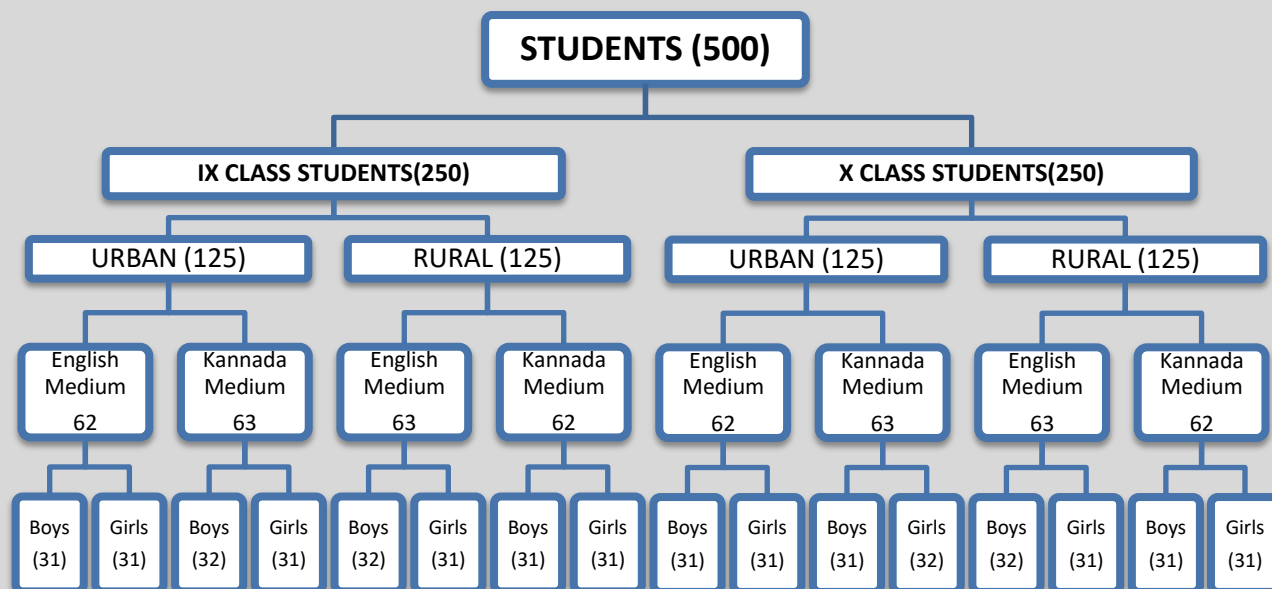 STUDENTS (500)
IX CLASS STUDENTS(250)
X CLASS STUDENTS(250)
URBAN (125)
RURAL (125)
URBAN (125)
RURAL (125)
English
Medium
62
Kannada
Medium
63
English
Medium
63
Kannada
Medium
62
English
Medium
62
Kannada
Medium
63
English
Medium
63
Kannada
Medium
62
Boys
(31)
Girls
(31)
Boys
(32)
Girls
(31)
Boys
(32)
Girls
(31)
Boys
(31)
Girls
(31)
Boys
(31)
Girls
(31)
Boys
(31)
Girls
(32)
Boys
(32)
Girls
(31)
Boys
(31)
Girls
(31)